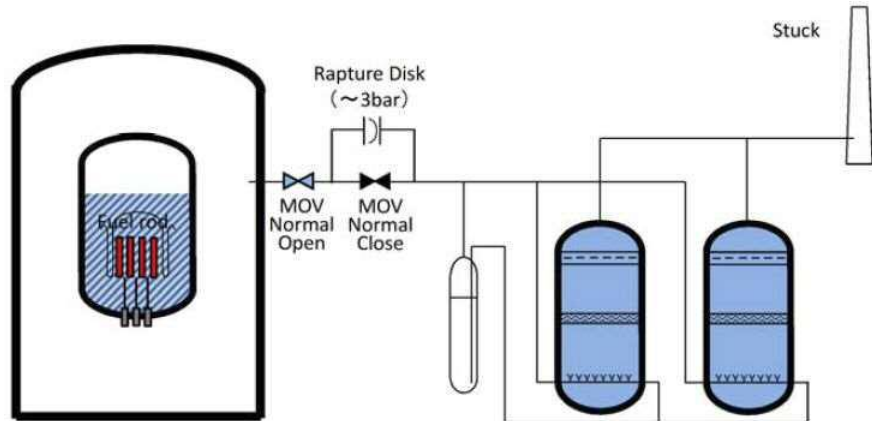 Stuck
Rapture Disk
(～3bar)
Fuel rod
MOV
Normal
Open
MOV
Normal
Close